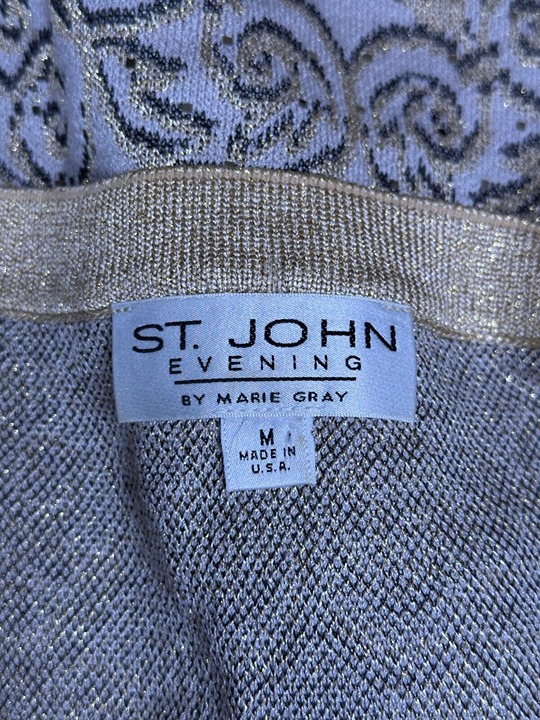 ST. JOHN
EVENING
BY MARIE GRAY
M
MADE IN
U.S.A.